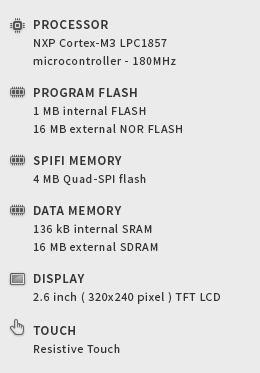 PROCESSOR
NXP Cortex-M3 LPC1857
microcontroller - 180MHz
PROGRAM FLASH
1 MB internal FLASH
16 MB external NOR FLASH
SPIFI MEMORY
4 MB Quad-SPI flash
DATA MEMORY
136 kB internal SRAM
16 MB external SDRAM
DISPLAY
2.6 inch ( 320x240 pixel ) TFT LCD
TOUCH
Resistive Touch